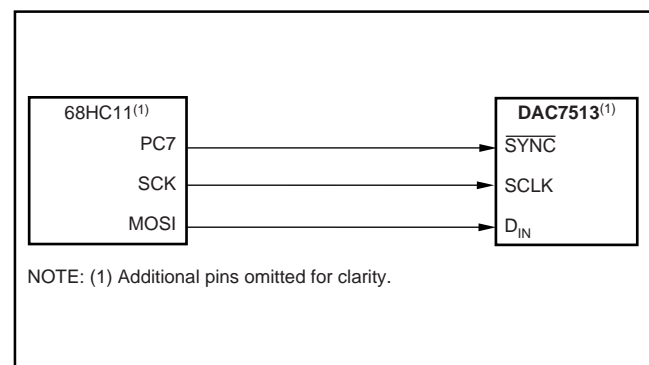 68HC11(1)
PC7
SCK
MOSI
DAC7513(1)
SYNC
SCLK
DIN
NOTE: (1) Additional pins omitted for clarity.